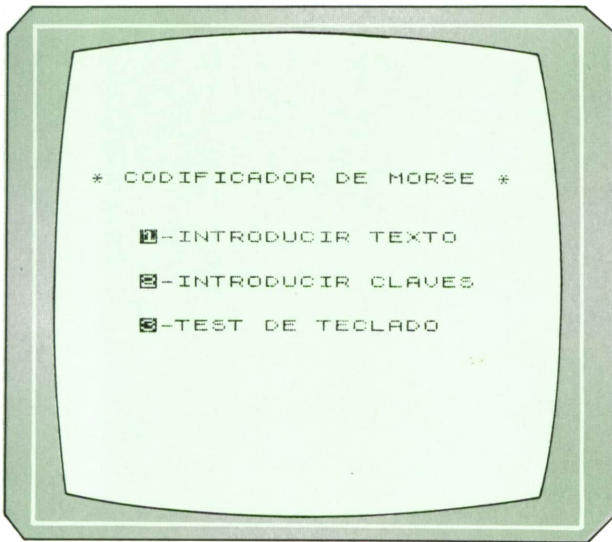 * CODIFICADOR DE MORSE *
1-INTRODUCIR TEXTO
2-INTRODUCIR CLAVES
3-TEST DE TECLADO